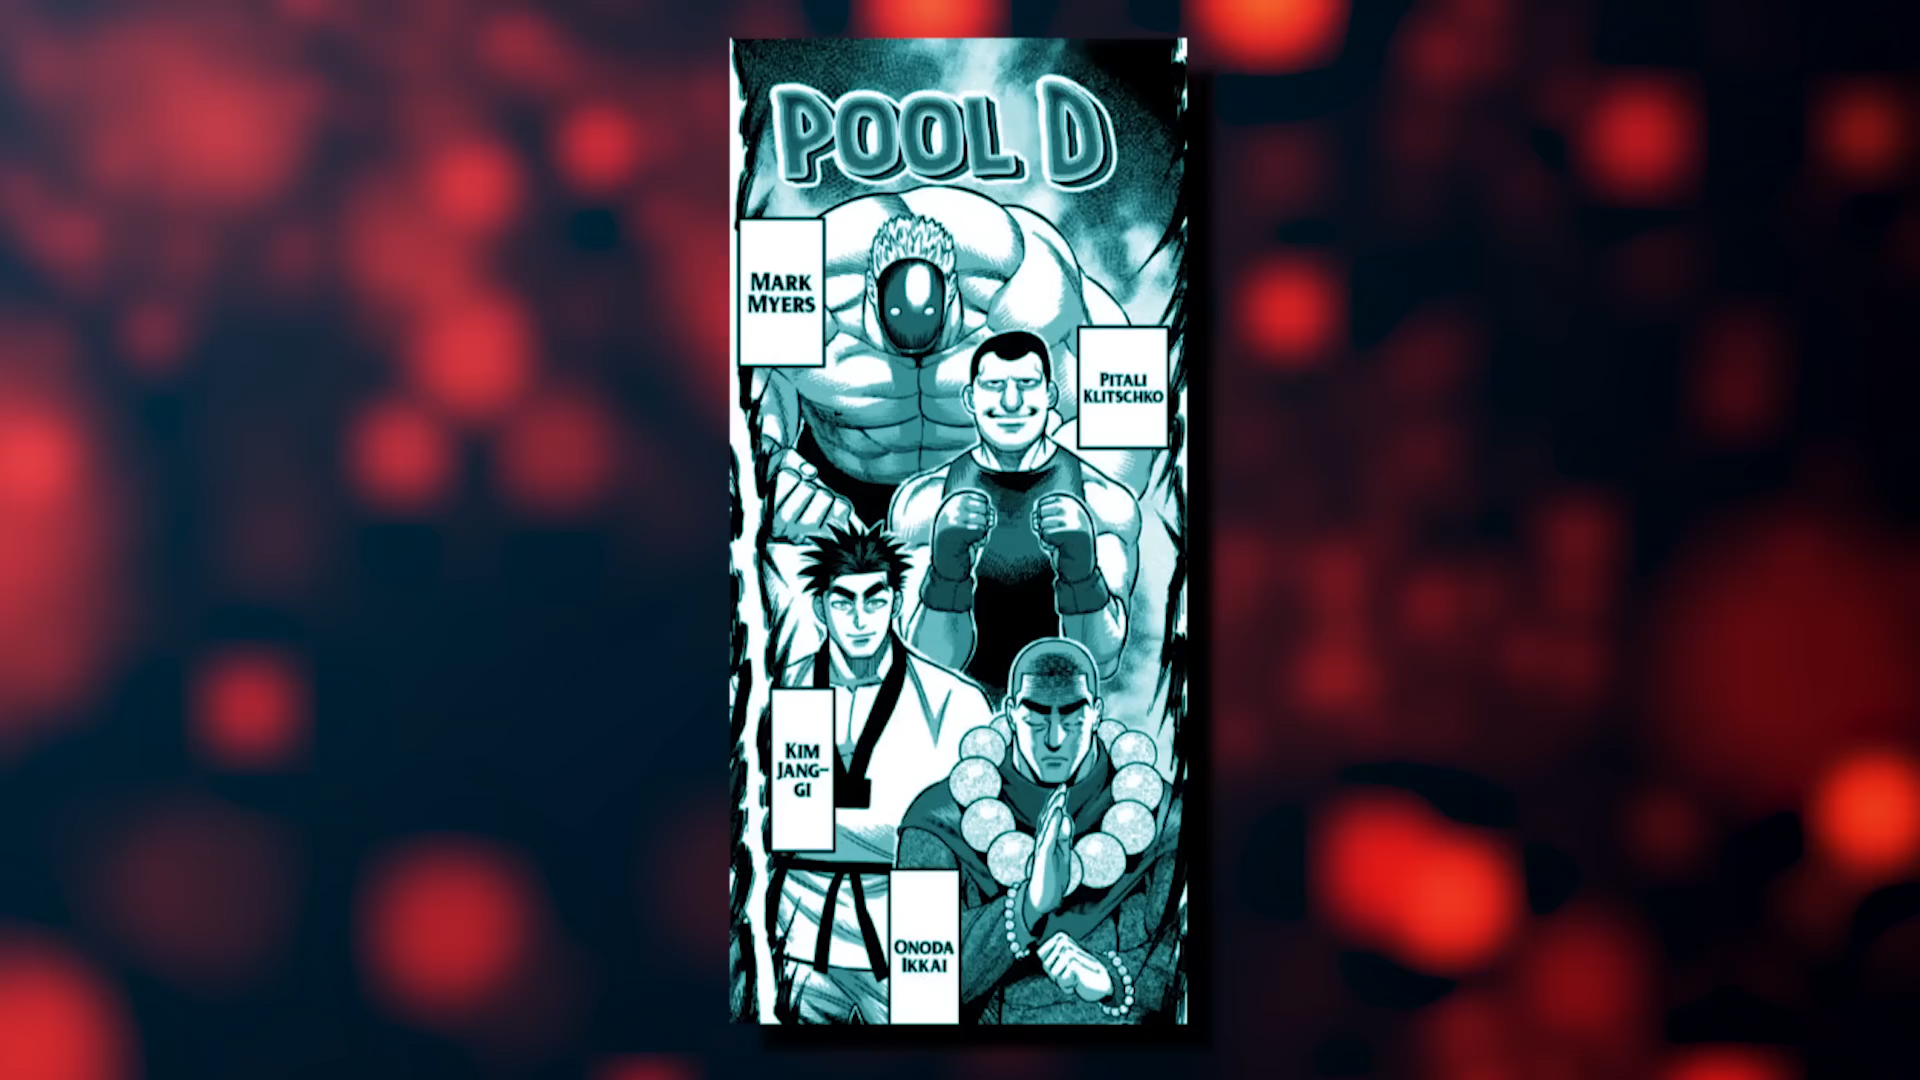 POOL D
MARK
MYERS
PITALI
KLITSCHKO
KIM
JANG-
GI
ONODA
IKKAI